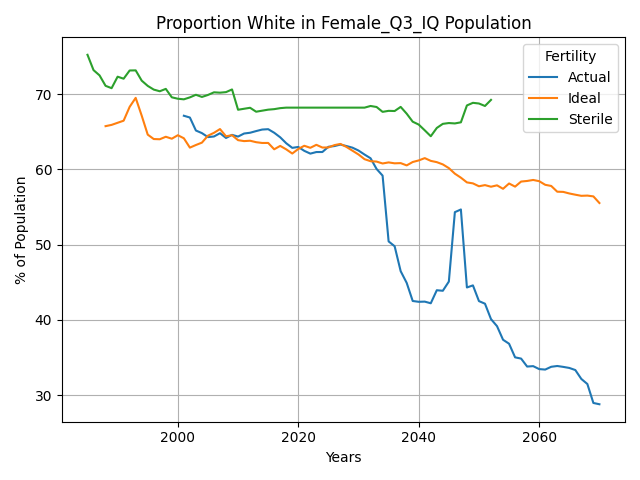 Proportion White in Female_Q3_IQ Population
Fertility
Actual
Ideal
Sterile
% of Population
70
60
50
40
30
2000
2020
2040
2060
Years